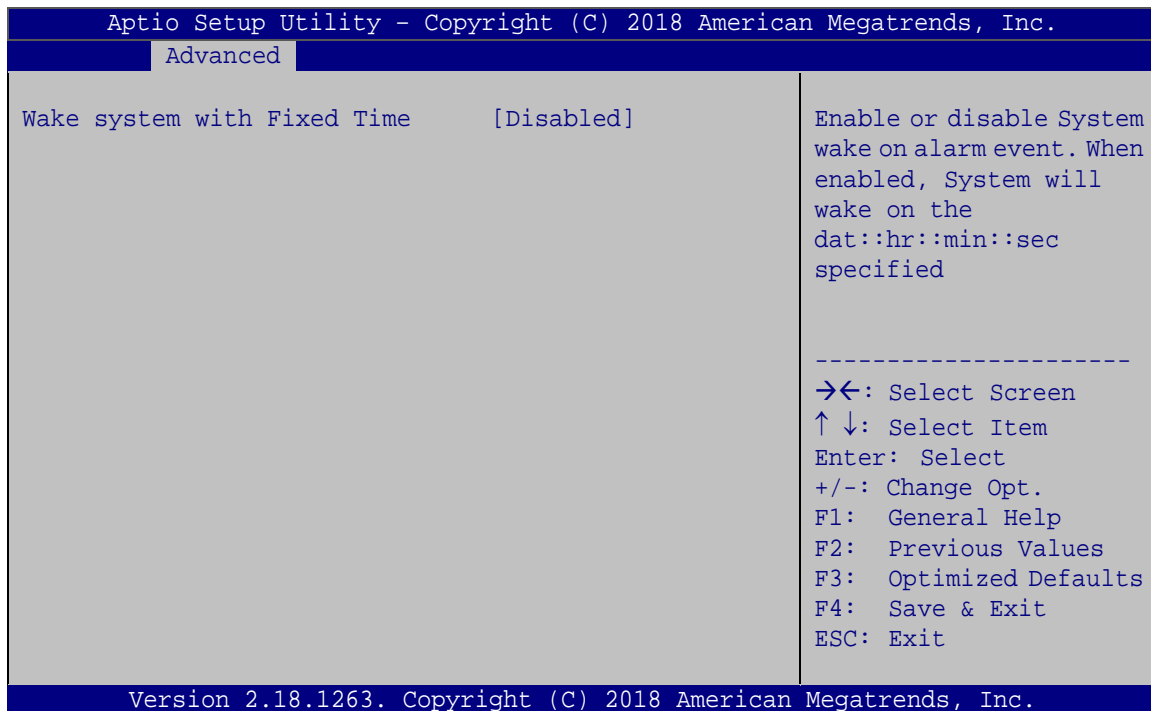 Aptio Setup Utility – Copyright (C) 2018 American Megatrends, Inc.
Advanced
Wake system with Fixed Time [Disabled]
Enable or disable System
wake on alarm event. When
enabled, System will
wake on the
dat::hr::min::sec
specified
----------------------
→←: Select Screen
↑ ↓: Select Item
Enter: Select
+/-: Change Opt.
F1: General Help
F2: Previous Values
F3: Optimized Defaults
F4: Save & Exit
ESC: Exit
Version 2.18.1263. Copyright (C) 2018 American Megatrends, Inc.